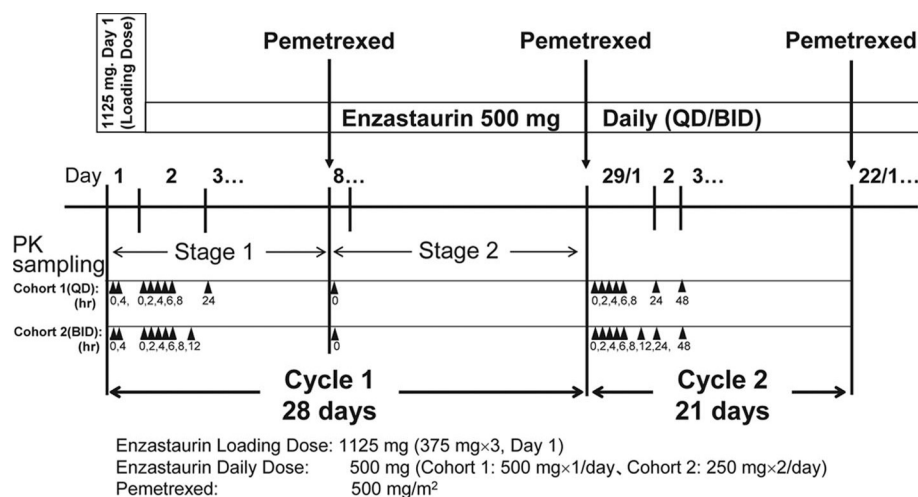 1125 mg. Day 1
(Loading Dose)
Pemetrexed Pemetrexed Pemetrexed
Enzastaurin 500 mg Daily (QD/BID)
Day 1 2 3... 8... 29/1 2 3... 22/1...
PK
sampling
Stage 1 Stage 2
Cohort 1(QD):
(hr)
0,4, 0,2,4,6,8 24 0 0,2,4,6,8 24 48
Cohort 2(BID):
(hr)
0,4 0,2,4,6,8,12 0 0,2,4,6,8,12,24, 48
Cycle 1 Cycle 2
28 days 21 days
Enzastaurin Loading Dose: 1125 mg (375 mg×3, Day 1)
Enzastaurin Daily Dose: 500 mg (Cohort 1: 500 mg×1/day、Cohort 2: 250 mg×2/day)
Pemetrexed: 500 mg/m²